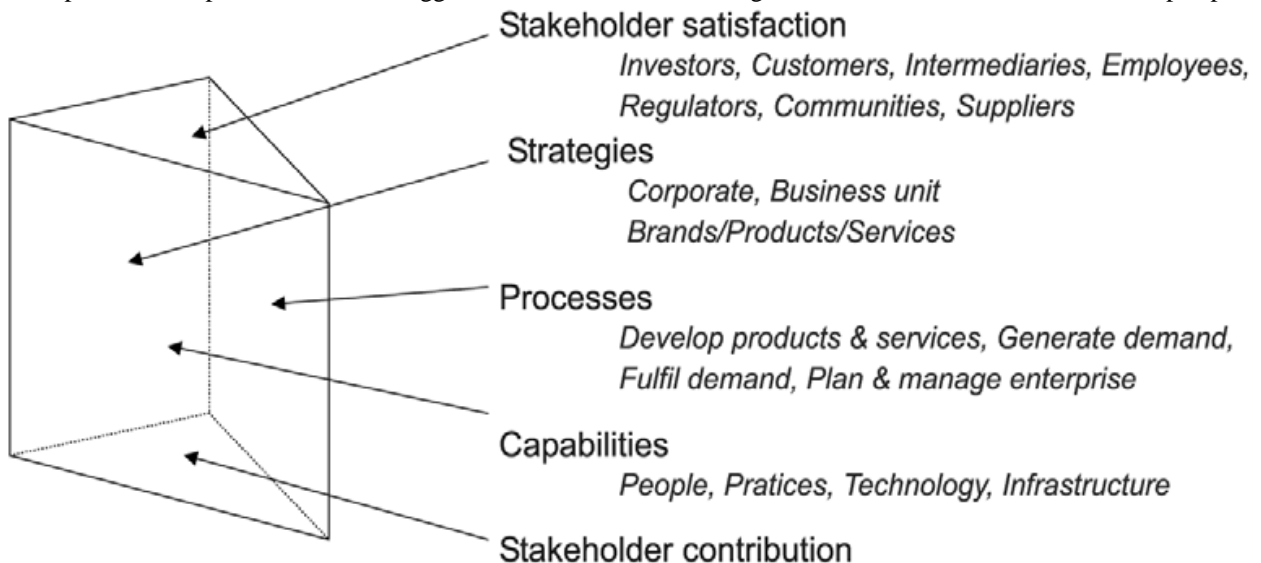 Stakeholder satisfaction
Investors, Customers, Intermediaries, Employees,
Regulators, Communities, Suppliers
Strategies
Corporate, Business unit
Brands/Products/Services
Processes
Develop products & services, Generate demand,
Fulfil demand, Plan & manage enterprise
Capabilities
People, Pratices, Technology, Infrastructure
Stakeholder contribution